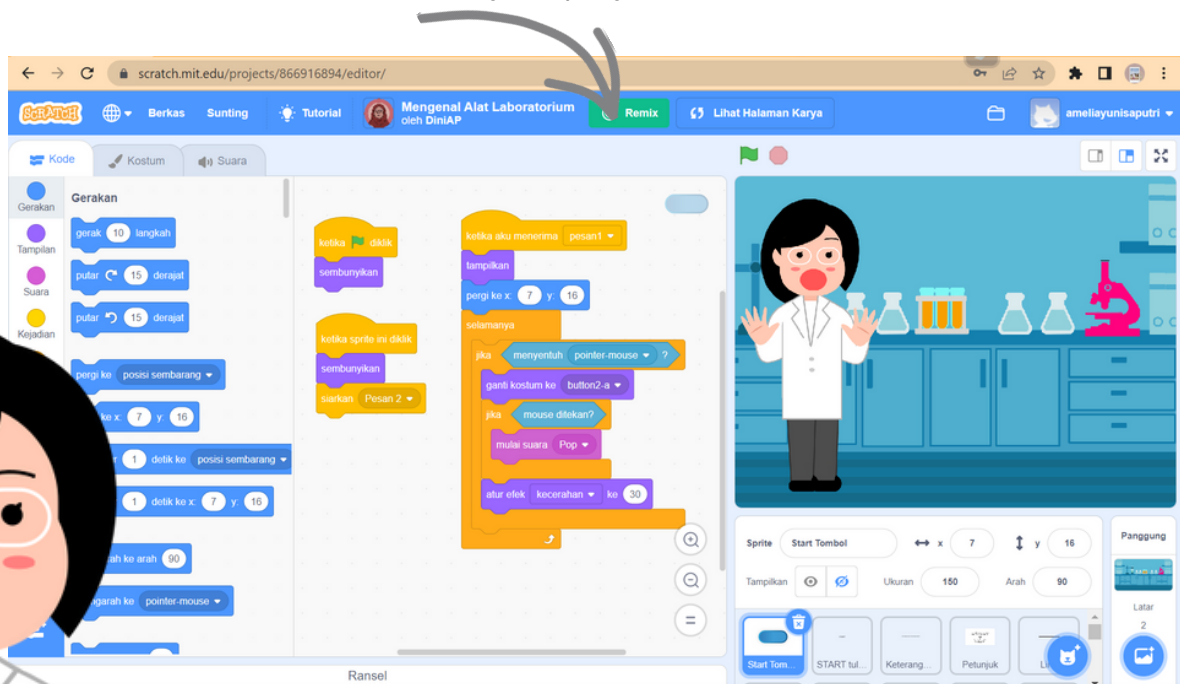 scratch.mit.edu/projects/866916894/editor/
SCRATCH
Berkas
Sunting
Tutorial
Mengenal Alat Laboratorium
oleh DiniAP
Remix
Lihat Halaman Karya
ameliayunisaputri
Kode
Kostum
Suara
Gerakan
Tampilan
Suara
Kejadian
Gerakan
gerak 10 langkah
putar 15 derajat
putar 15 derajat
pergi ke posisi sembarang
ke x: 7 y: 16
1 detik ke posisi sembarang
1 detik ke x: 7 y: 16
ke arah 90
pointer-mouse
ketika diklik
sembunyikan
ketika sprite ini diklik
sembunyikan
siarkan Pesan 2
ketika aku menerima pesan1
tampilkan
pergi ke x: 7 y: 16
selamanya
jika menyentuh pointer-mouse ?
ganti kostum ke button2-a
jika mouse ditekan?
mulai suara Pop
atur efek kecerahan ke 30
Sprite Start Tombol x 7 y 16
Tampilkan Ukuran 150 Arah 90
Start Tom...
START tul...
Keterang...
Petunjuk
Panggung
Latar
2
Ransel